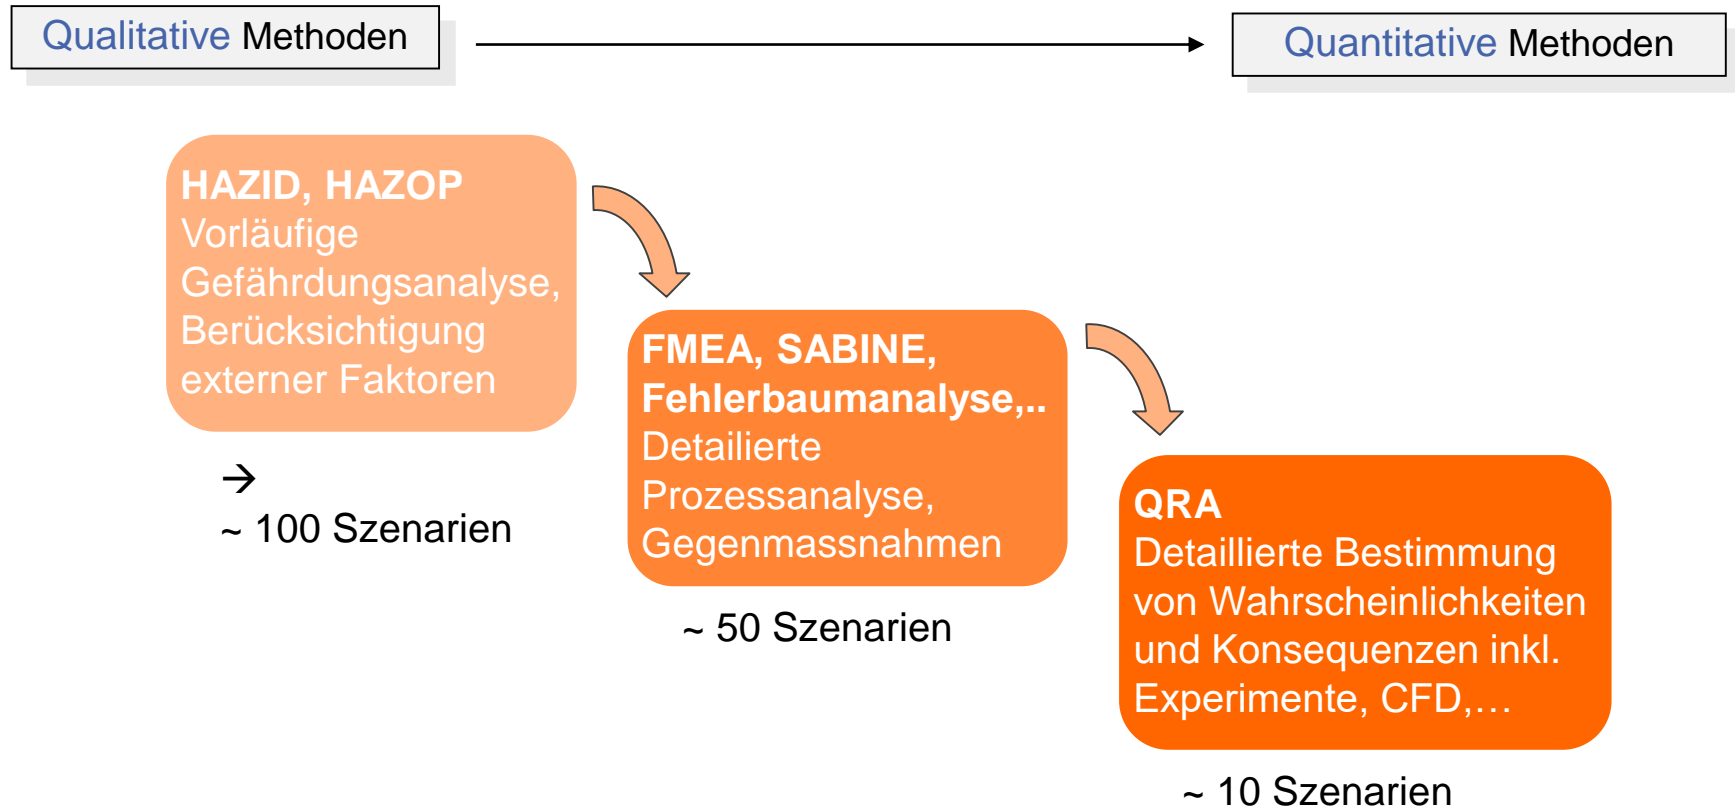 Qualitative Methoden
Quantitative Methoden
HAZID, HAZOP
Vorläufige
Gefährdungsanalyse,
Berücksichtigung
externer Faktoren
→
~ 100 Szenarien
FMEA, SABINE,
Fehlerbaumanalyse,..
Detailierte
Prozessanalyse,
Gegenmassnahmen
~ 50 Szenarien
QRA
Detaillierte Bestimmung
von Wahrscheinlichkeiten
und Konsequenzen inkl.
Experimente, CFD,…
~ 10 Szenarien